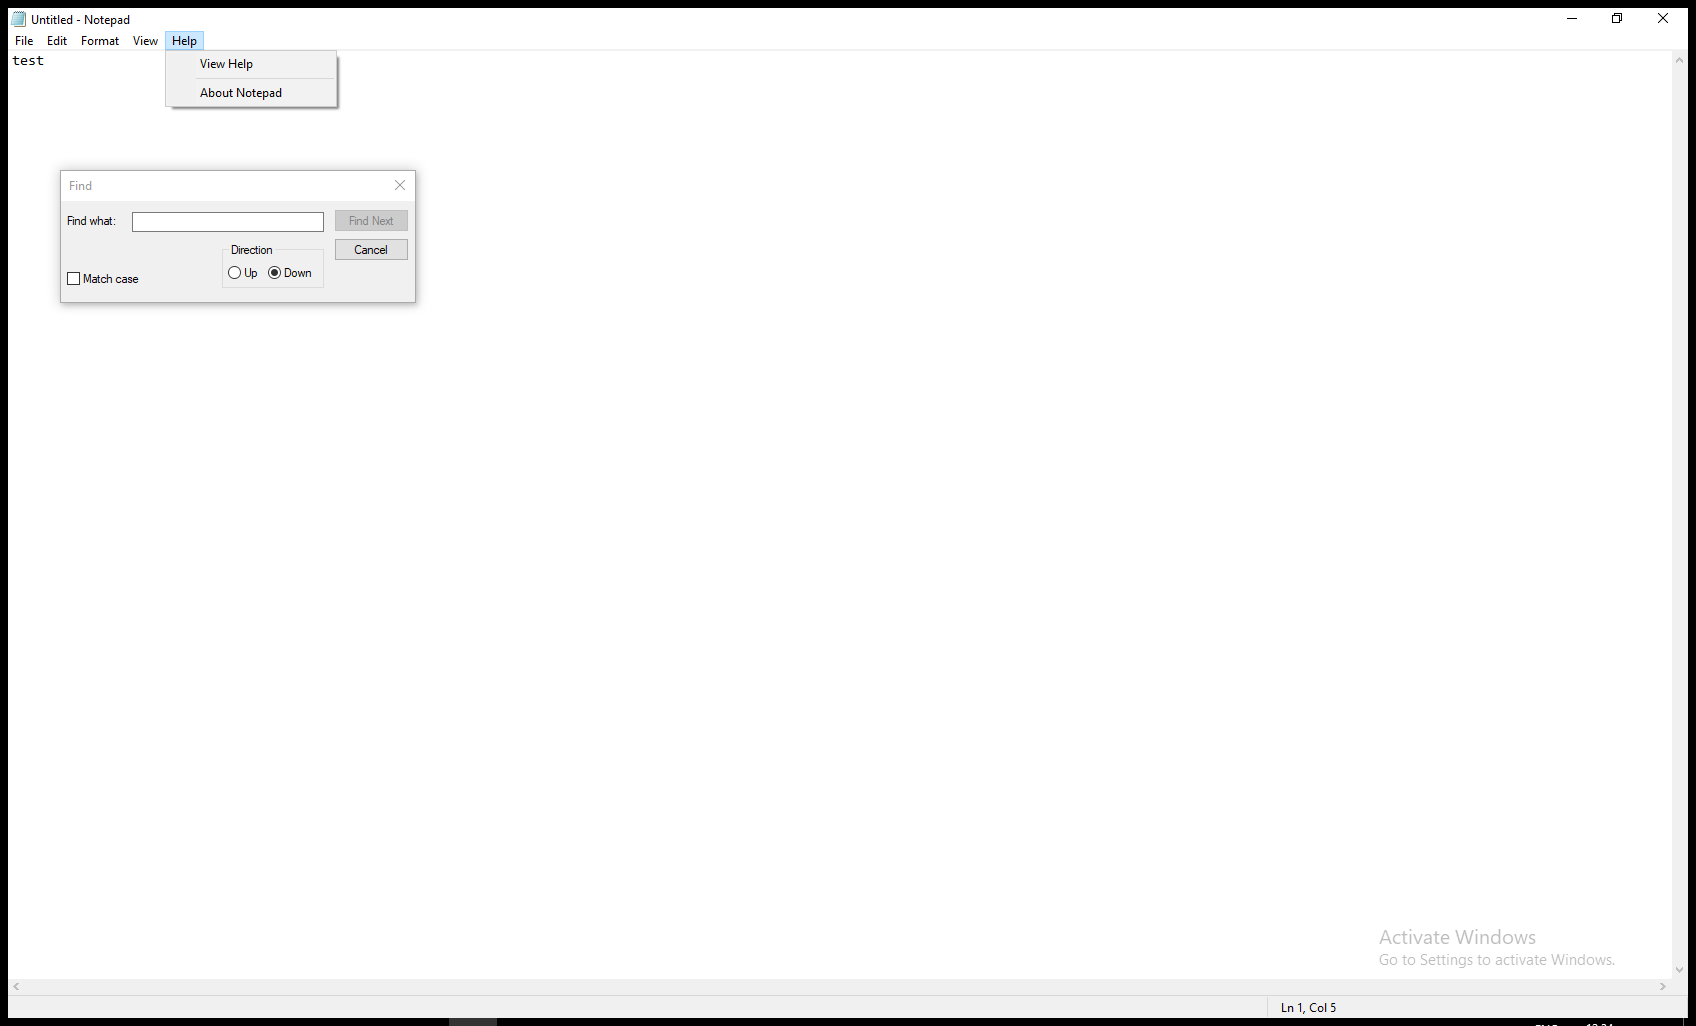 Untitled - Notepad
File Edit Format View Help
test
View Help
About Notepad
Find
Find what:
Find Next
Direction
Cancel
Up Down
Match case
Activate Windows
Go to Settings to activate Windows.
Ln 1, Col 5